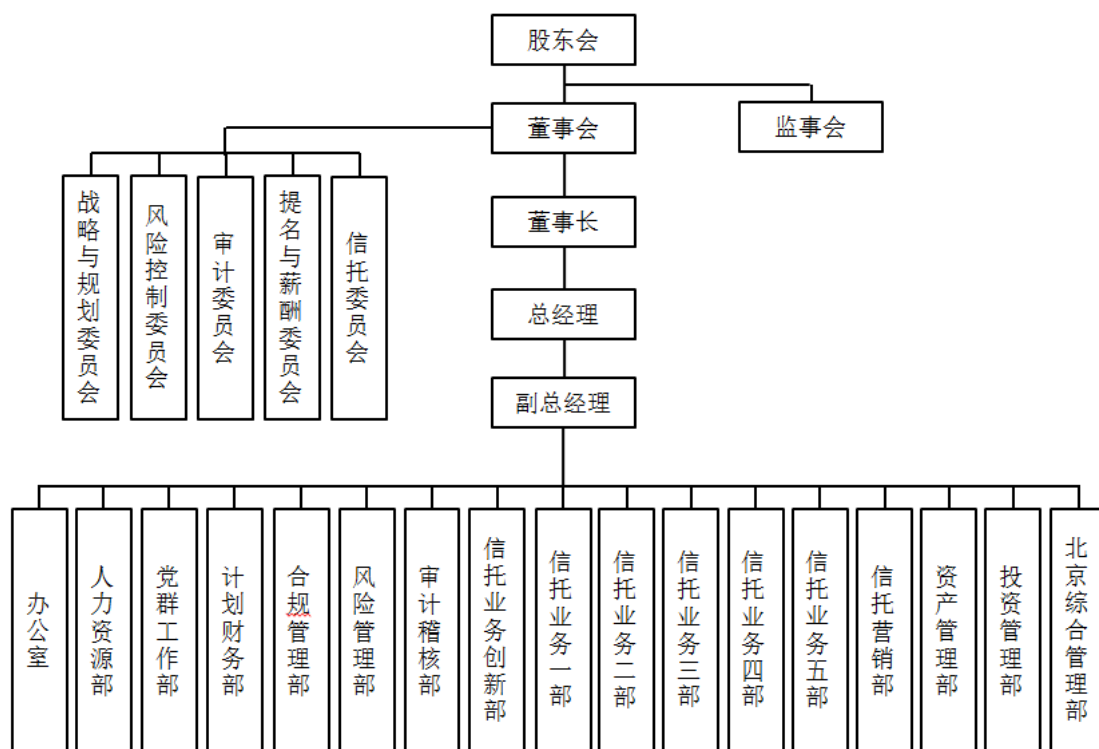 股东会
董事会
监事会
战略与规划委员会
风险控制委员会
审计委员会
提名与薪酬委员会
信托委员会
董事长
总经理
副总经理
办公室
人力资源部
党群工作部
计划财务部
合规管理部
风险管理部
审计稽核部
信托业务创新部
信托业务一部
信托业务二部
信托业务三部
信托业务四部
信托业务五部
信托营销部
资产管理部
投资管理部
北京综合管理部